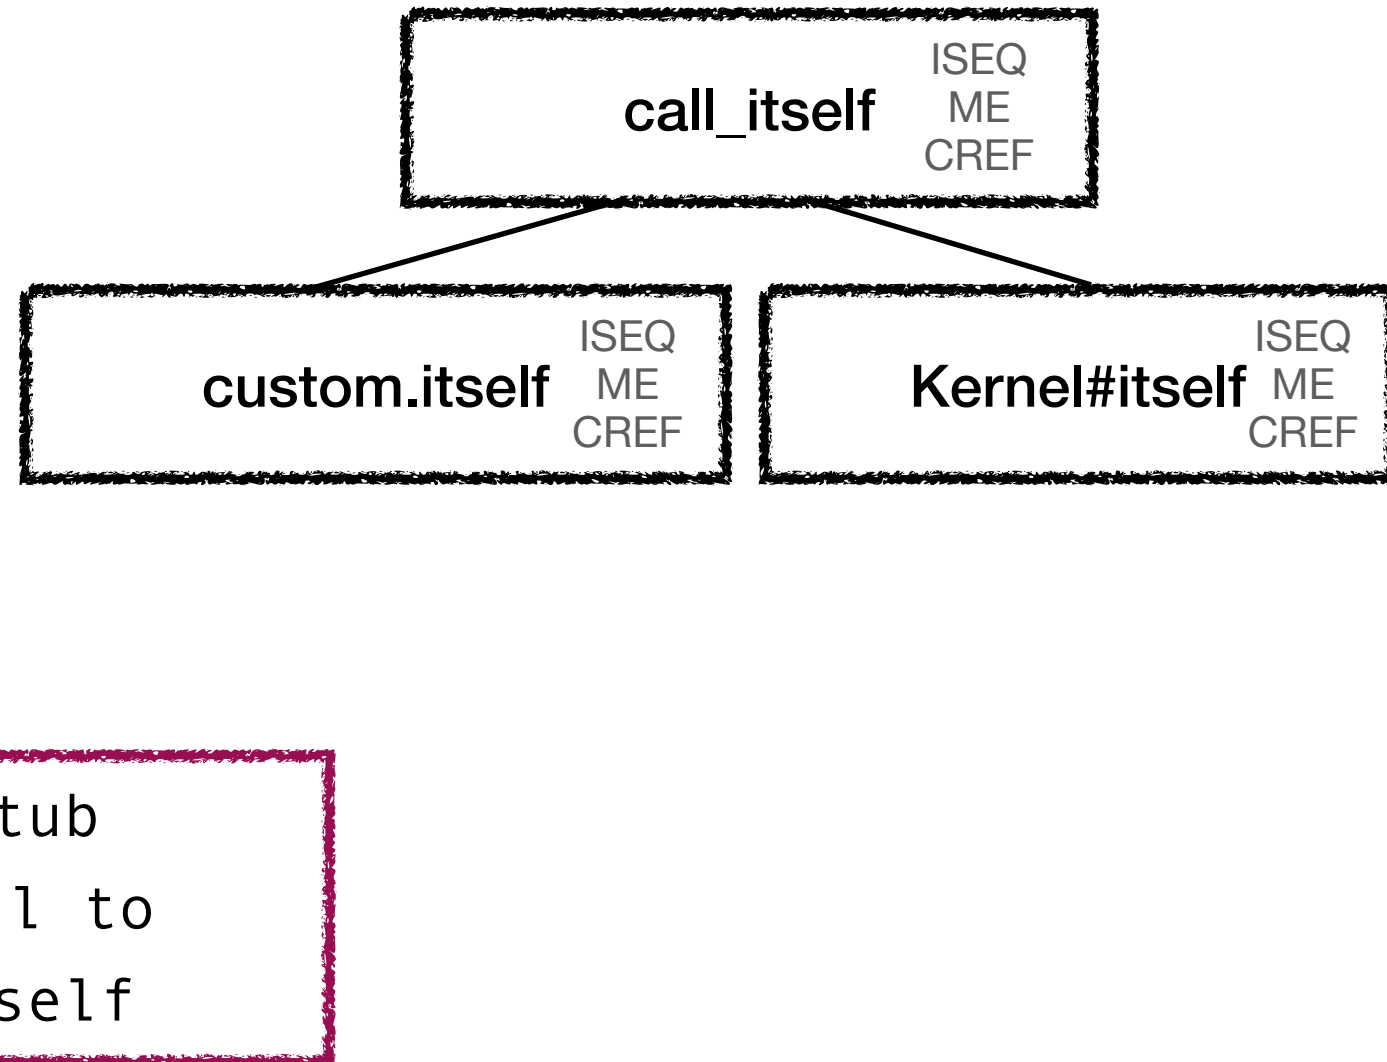 call_itself
ISEQ
ME
CREF
custom.itself
ISEQ
ME
CREF
Kernel#itself
ISEQ
ME
CREF
tub
l to
self